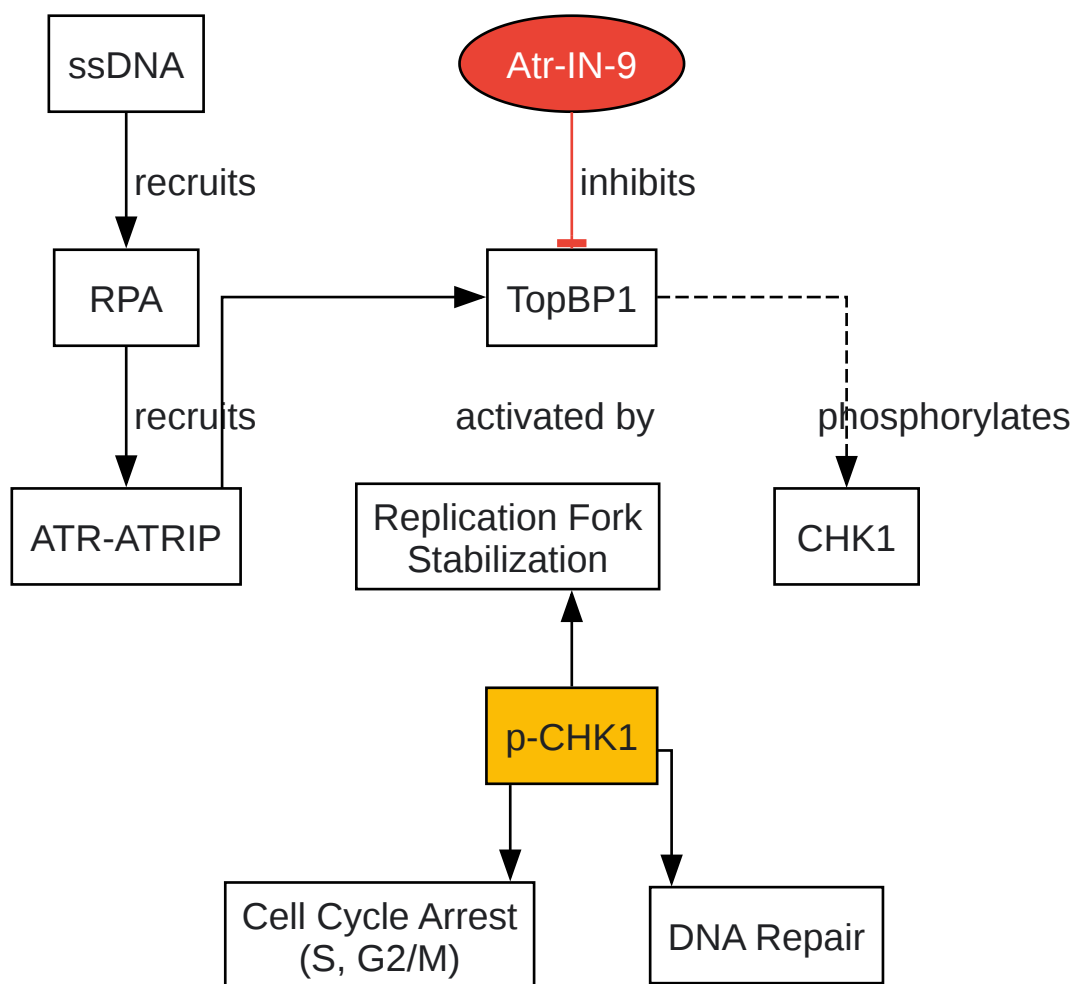 ssDNA
Atr-IN-9
recruits
inhibits
RPA
TopBP1
recruits
activated by
phosphorylates
ATR-ATRIP
Replication Fork
Stabilization
CHK1
p-CHK1
Cell Cycle Arrest
(S, G2/M)
DNA Repair